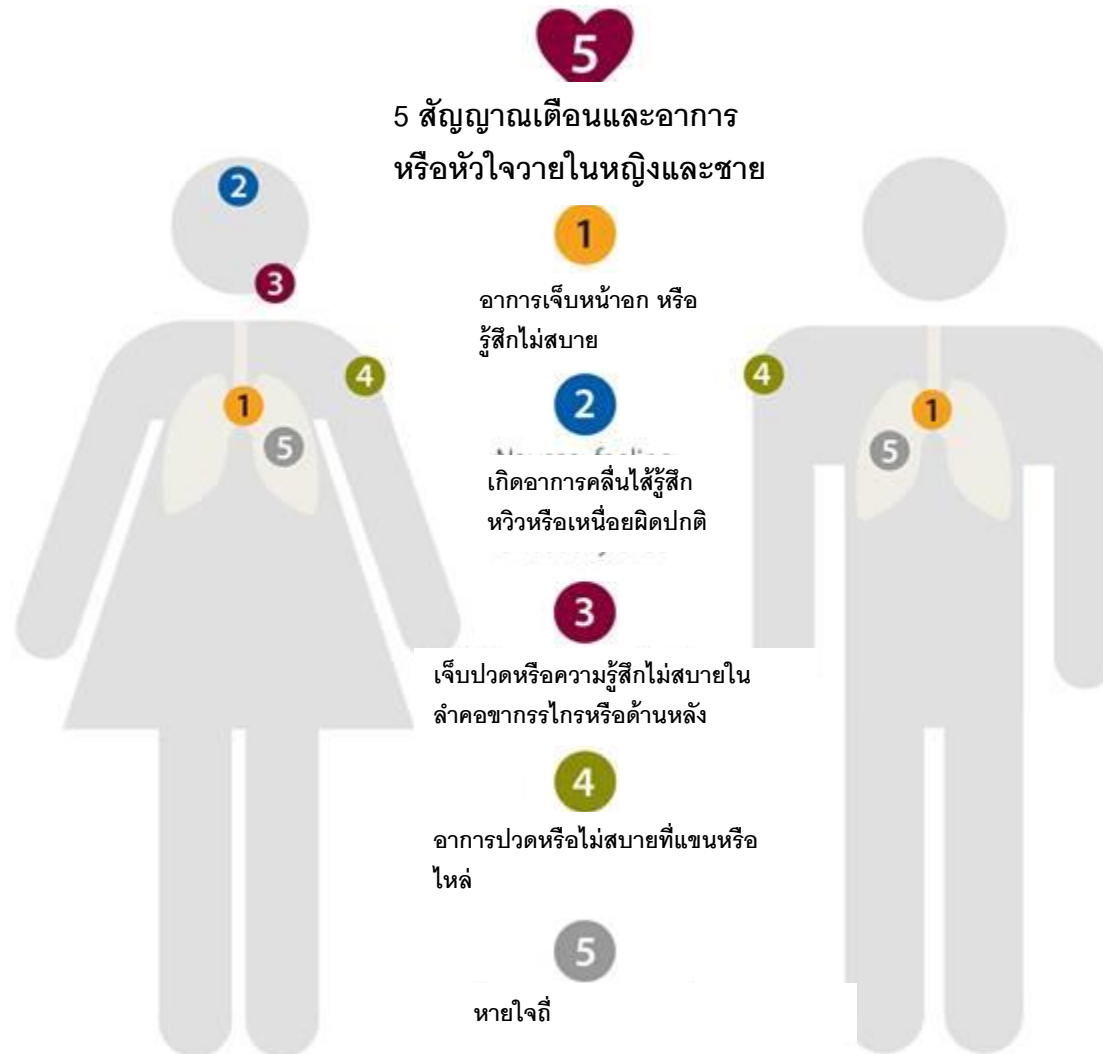 5
5 สัญญาณเตือนและอาการ
หรือหัวใจวายในหญิงและชาย
1
อาการเจ็บหน้าอก หรือ
รู้สึกไม่สบาย
2
เกิดอาการคลื่นไส้รู้สึก
หวิวหรือเหนื่อยผิดปกติ
3
เจ็บปวดหรือความรู้สึกไม่สบายใน
ลำคอขากรรไกรหรือด้านหลัง
4
อาการปวดหรือไม่สบายที่แขนหรือ
ไหล่
5
หายใจถี่
2
3
4
1
5
4
1
5